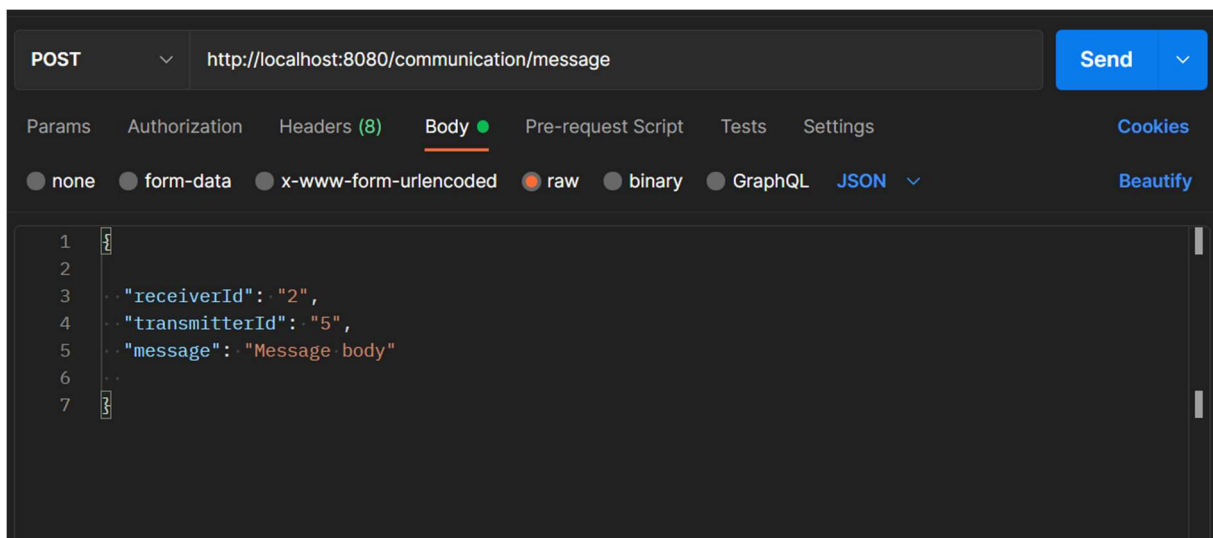 POST http://localhost:8080/communication/message Send
Params Authorization Headers (8) Body Pre-request Script Tests Settings Cookies
none form-data x-www-form-urlencoded raw binary GraphQL JSON Beautify
1 {
2
3 "receiverId": "2",
4 "transmitterId": "5",
5 "message": "Message body"
6
7 }